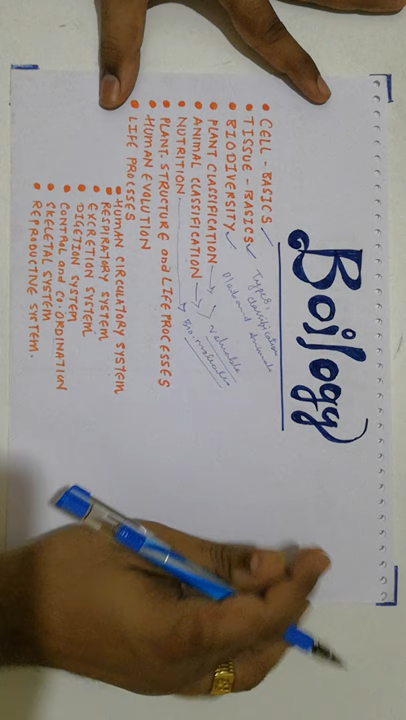 Boilogy
• CELL - BASICS ✓
• TISSUE - BASICS ✓
• BIODIVERSITY ✓
Types, classification
Plants and animals
• PLANT CLASSIFICATION →
• ANIMAL CLASSIFICATION →
• NUTRITION → Bio-molecules
• PLANT STRUCTURE and LIFE PROCESSES
• HUMAN EVOLUTION
• LIFE PROCESSES
• HUMAN CIRCULATORY SYSTEM
• RESPIRATORY SYSTEM
• EXCRETION SYSTEM
• DIGETION SYSTEM
• CONTROL and CO-ORDINATION
• SKELETAL SYSTEM
• REPRODUCTIVE SYSTEM.